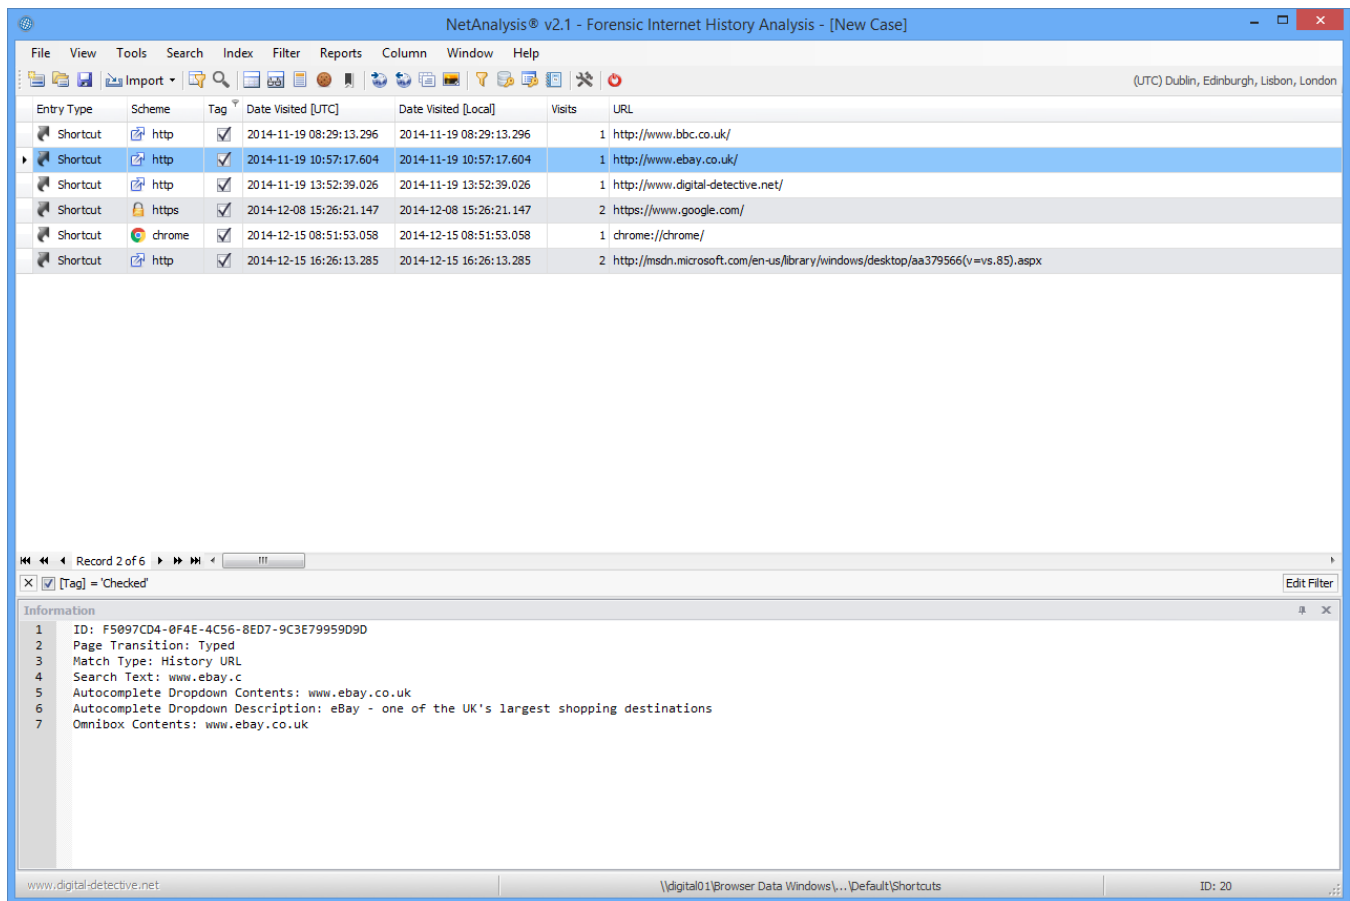 NetAnalysis® v2.1 - Forensic Internet History Analysis - [New Case]
File View Tools Search Index Filter Reports Column Window Help
Import (UTC) Dublin, Edinburgh, Lisbon, London
Entry Type Scheme Tag Date Visited [UTC] Date Visited [Local] Visits URL
Shortcut http 2014-11-19 08:29:13.296 2014-11-19 08:29:13.296 1 http://www.bbc.co.uk/
Shortcut http 2014-11-19 10:57:17.604 2014-11-19 10:57:17.604 1 http://www.ebay.co.uk/
Shortcut http 2014-11-19 13:52:39.026 2014-11-19 13:52:39.026 1 http://www.digital-detective.net/
Shortcut https 2014-12-08 15:26:21.147 2014-12-08 15:26:21.147 2 https://www.google.com/
Shortcut chrome 2014-12-15 08:51:53.058 2014-12-15 08:51:53.058 1 chrome://chrome/
Shortcut http 2014-12-15 16:26:13.285 2014-12-15 16:26:13.285 2 http://msdn.microsoft.com/en-us/library/windows/desktop/aa379566(v=vs.85).aspx
Record 2 of 6
[Tag] = 'Checked' Edit Filter
Information
1 ID: F5097CD4-0F4E-4C56-8ED7-9C3E79959D9D
2 Page Transition: Typed
3 Match Type: History URL
4 Search Text: www.ebay.c
5 Autocomplete Dropdown Contents: www.ebay.co.uk
6 Autocomplete Dropdown Description: eBay - one of the UK's largest shopping destinations
7 Omnibox Contents: www.ebay.co.uk
www.digital-detective.net \\digital01\Browser Data Windows\...\Default\Shortcuts ID: 20